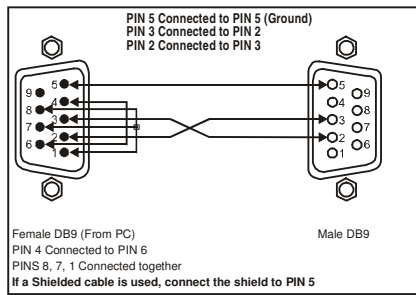 PIN 5 Connected to PIN 5 (Ground)
PIN 3 Connected to PIN 2
PIN 2 Connected to PIN 3
5
9
4
8
3
7
2
6
1
5
9
4
8
3
7
2
6
1
Female DB9 (From PC)
Male DB9
PIN 4 Connected to PIN 6
PINS 8, 7, 1 Connected together
If a Shielded cable is used, connect the shield to PIN 5